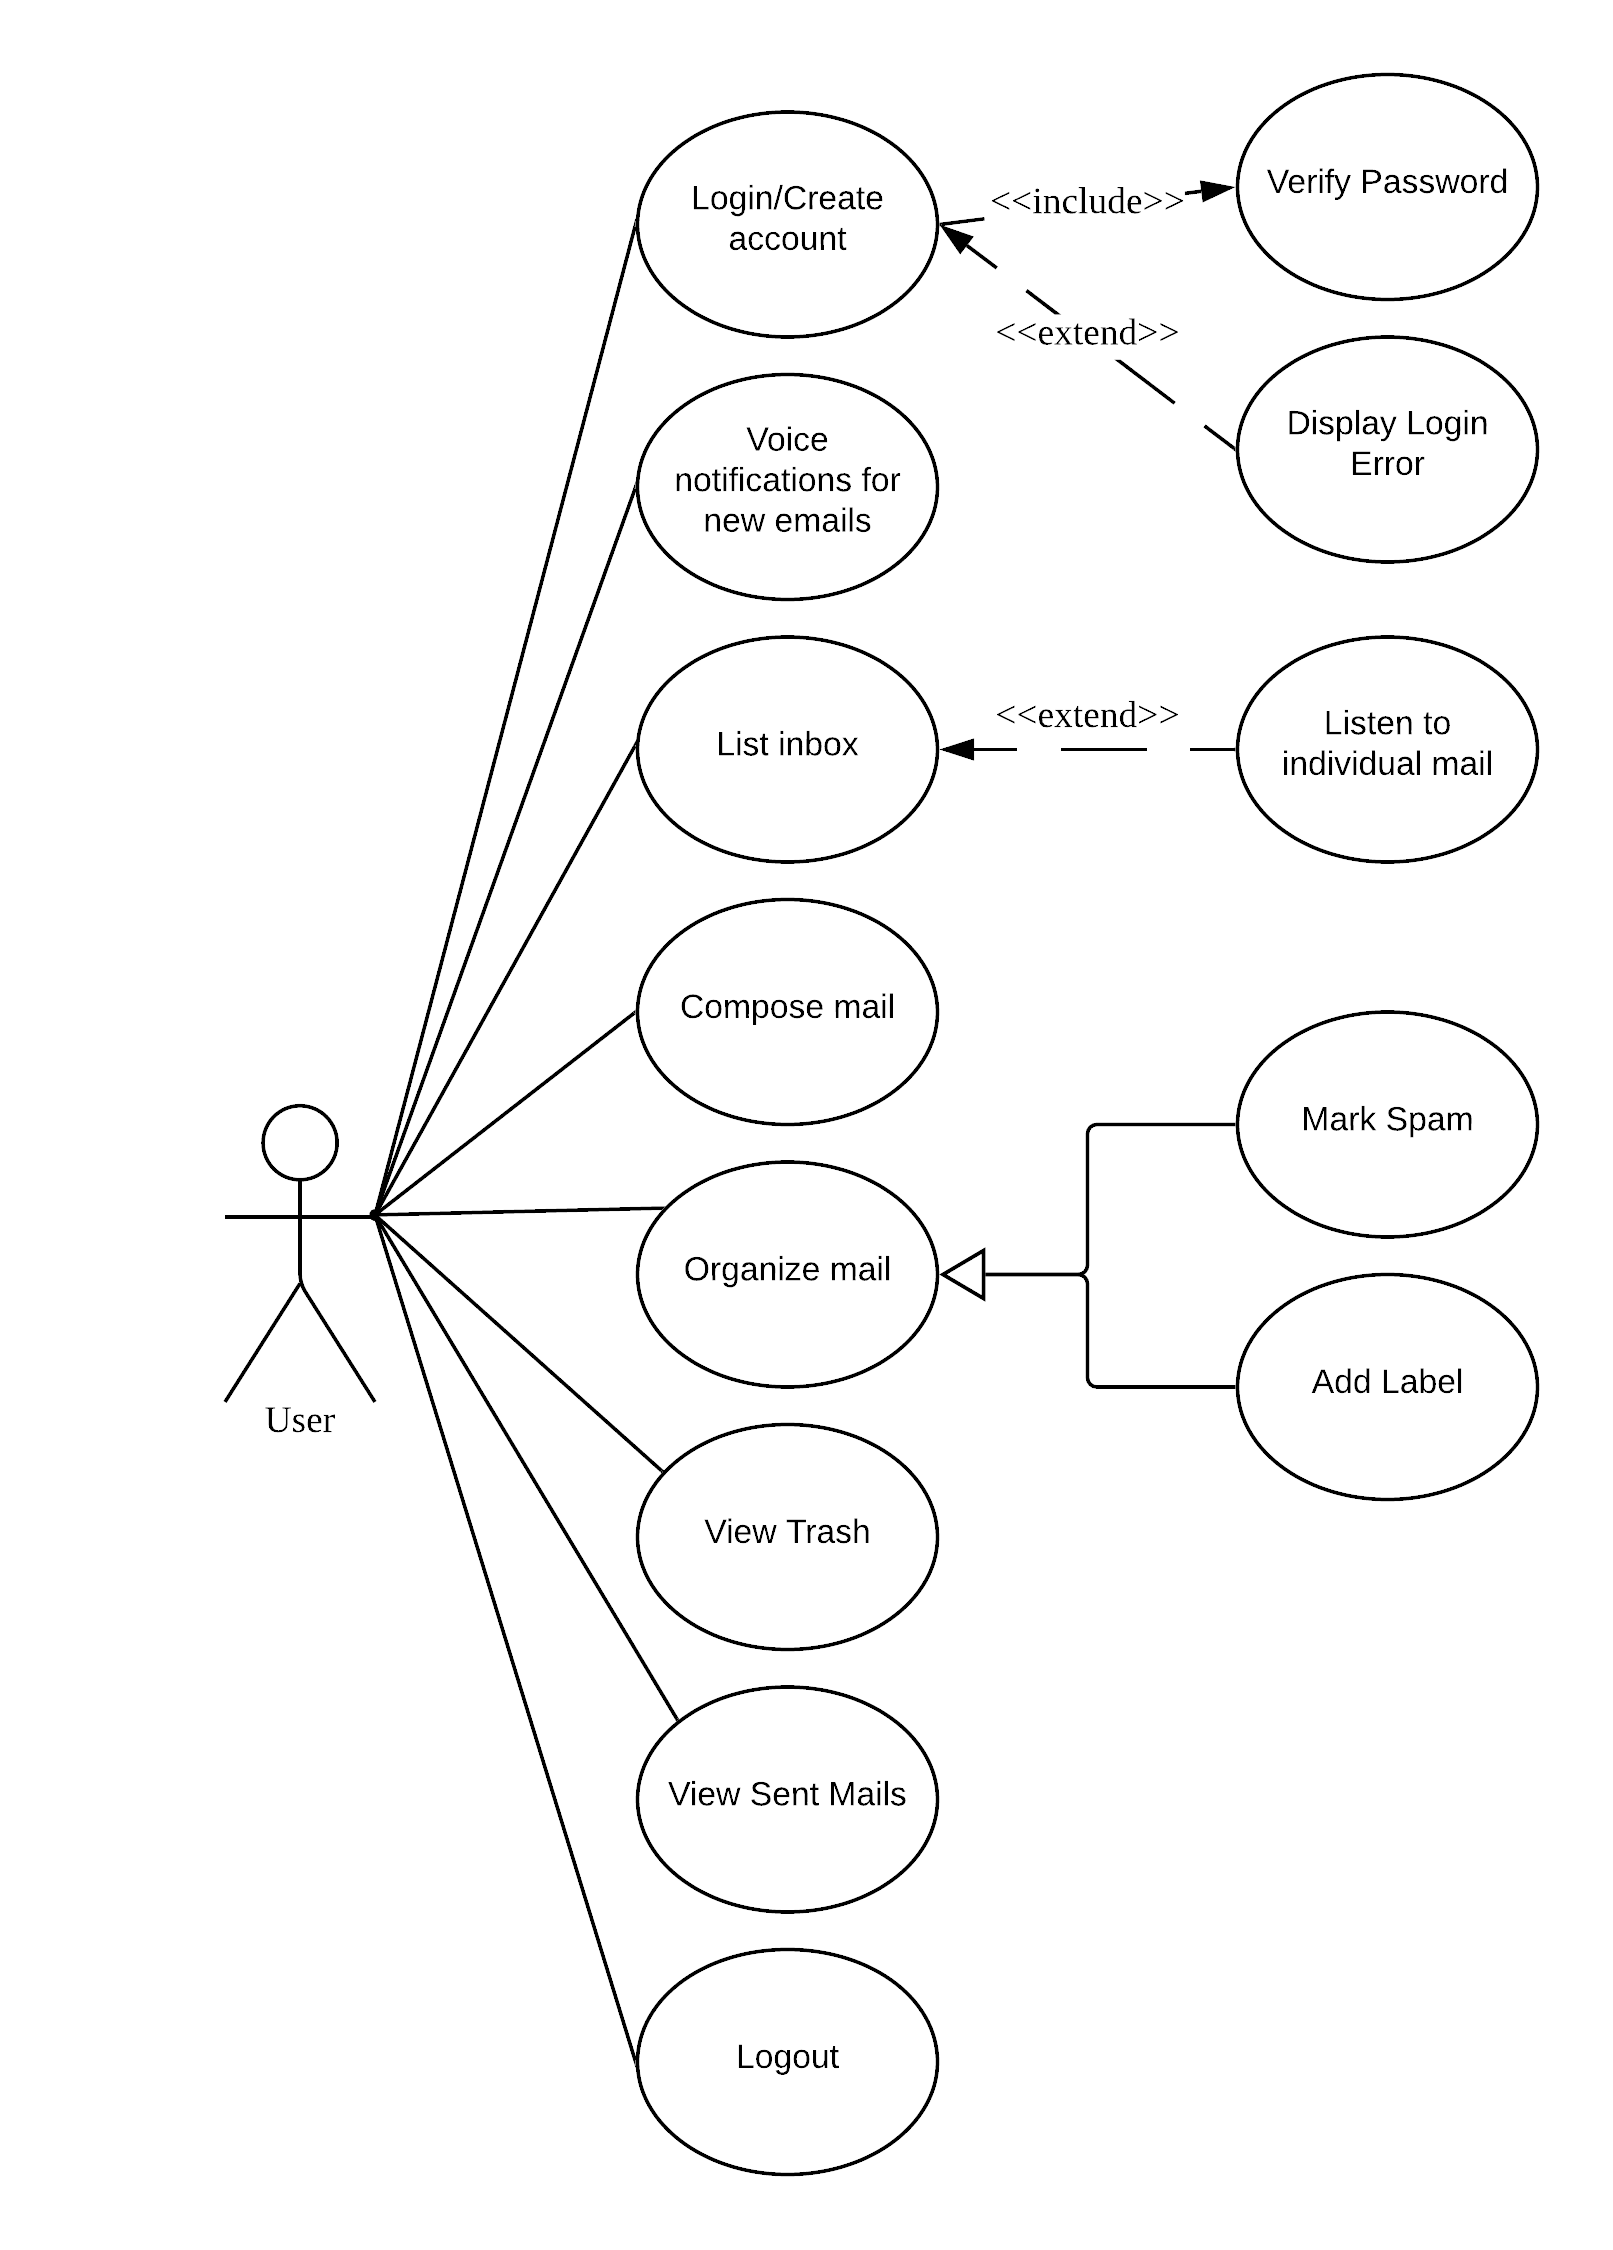 Login/Create
account
<<include>>
Verify Password
<<extend>>
Display Login
Error
Voice
notifications for
new emails
List inbox
<<extend>>
Listen to
individual mail
Compose mail
Mark Spam
Organize mail
Add Label
User
View Trash
View Sent Mails
Logout